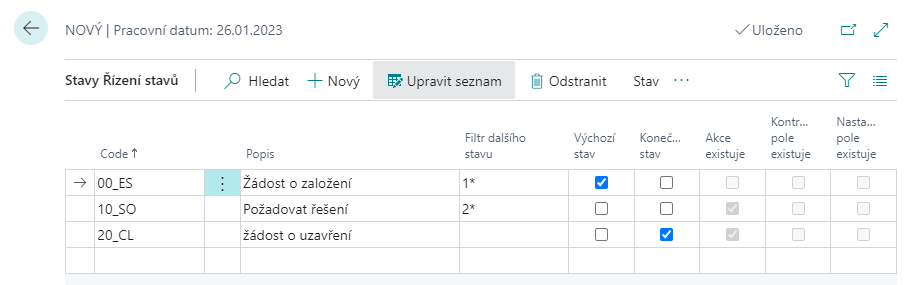 NOVÝ | Pracovní datum: 26.01.2023
Uloženo
Stavy Řízení stavů
Hledat
Nový
Upravit seznam
Odstranit
Stav
Code ↑
Popis
Filtr dalšího
stavu
Výchozí
stav
Koneč...
stav
Akce
existuje
Kontr...
pole
existuje
Nasta...
pole
existuje
00_ES
Žádost o založení
1*
10_SO
Požadovat řešení
2*
20_CL
žádost o uzavření